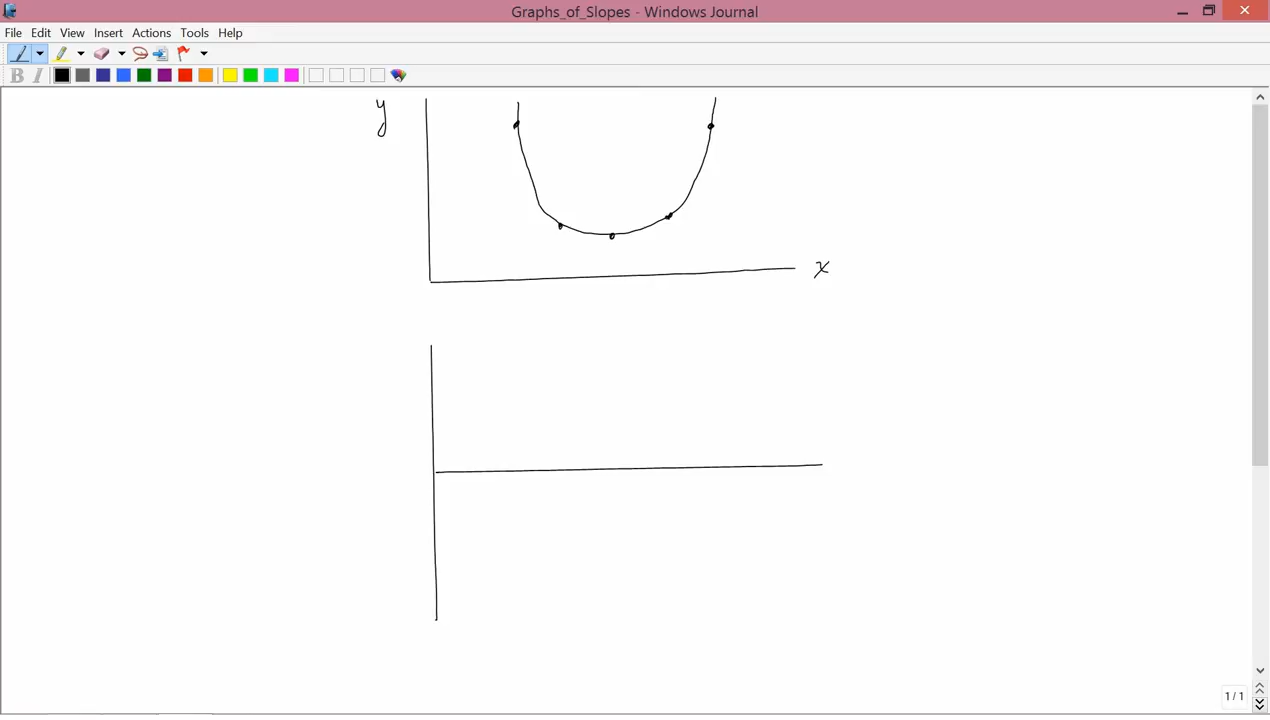 Graphs_of_Slopes - Windows Journal
File Edit View Insert Actions Tools Help
B I
y
x
1 / 1